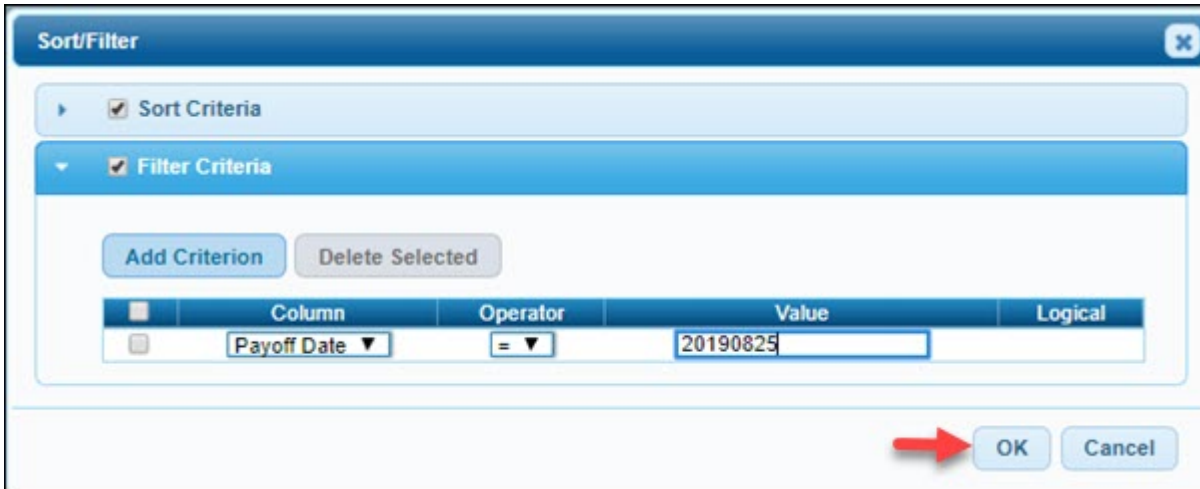 Sort/Filter
Sort Criteria
Filter Criteria
Add Criterion Delete Selected
Column Operator Value Logical
Payoff Date = 20190825
OK Cancel